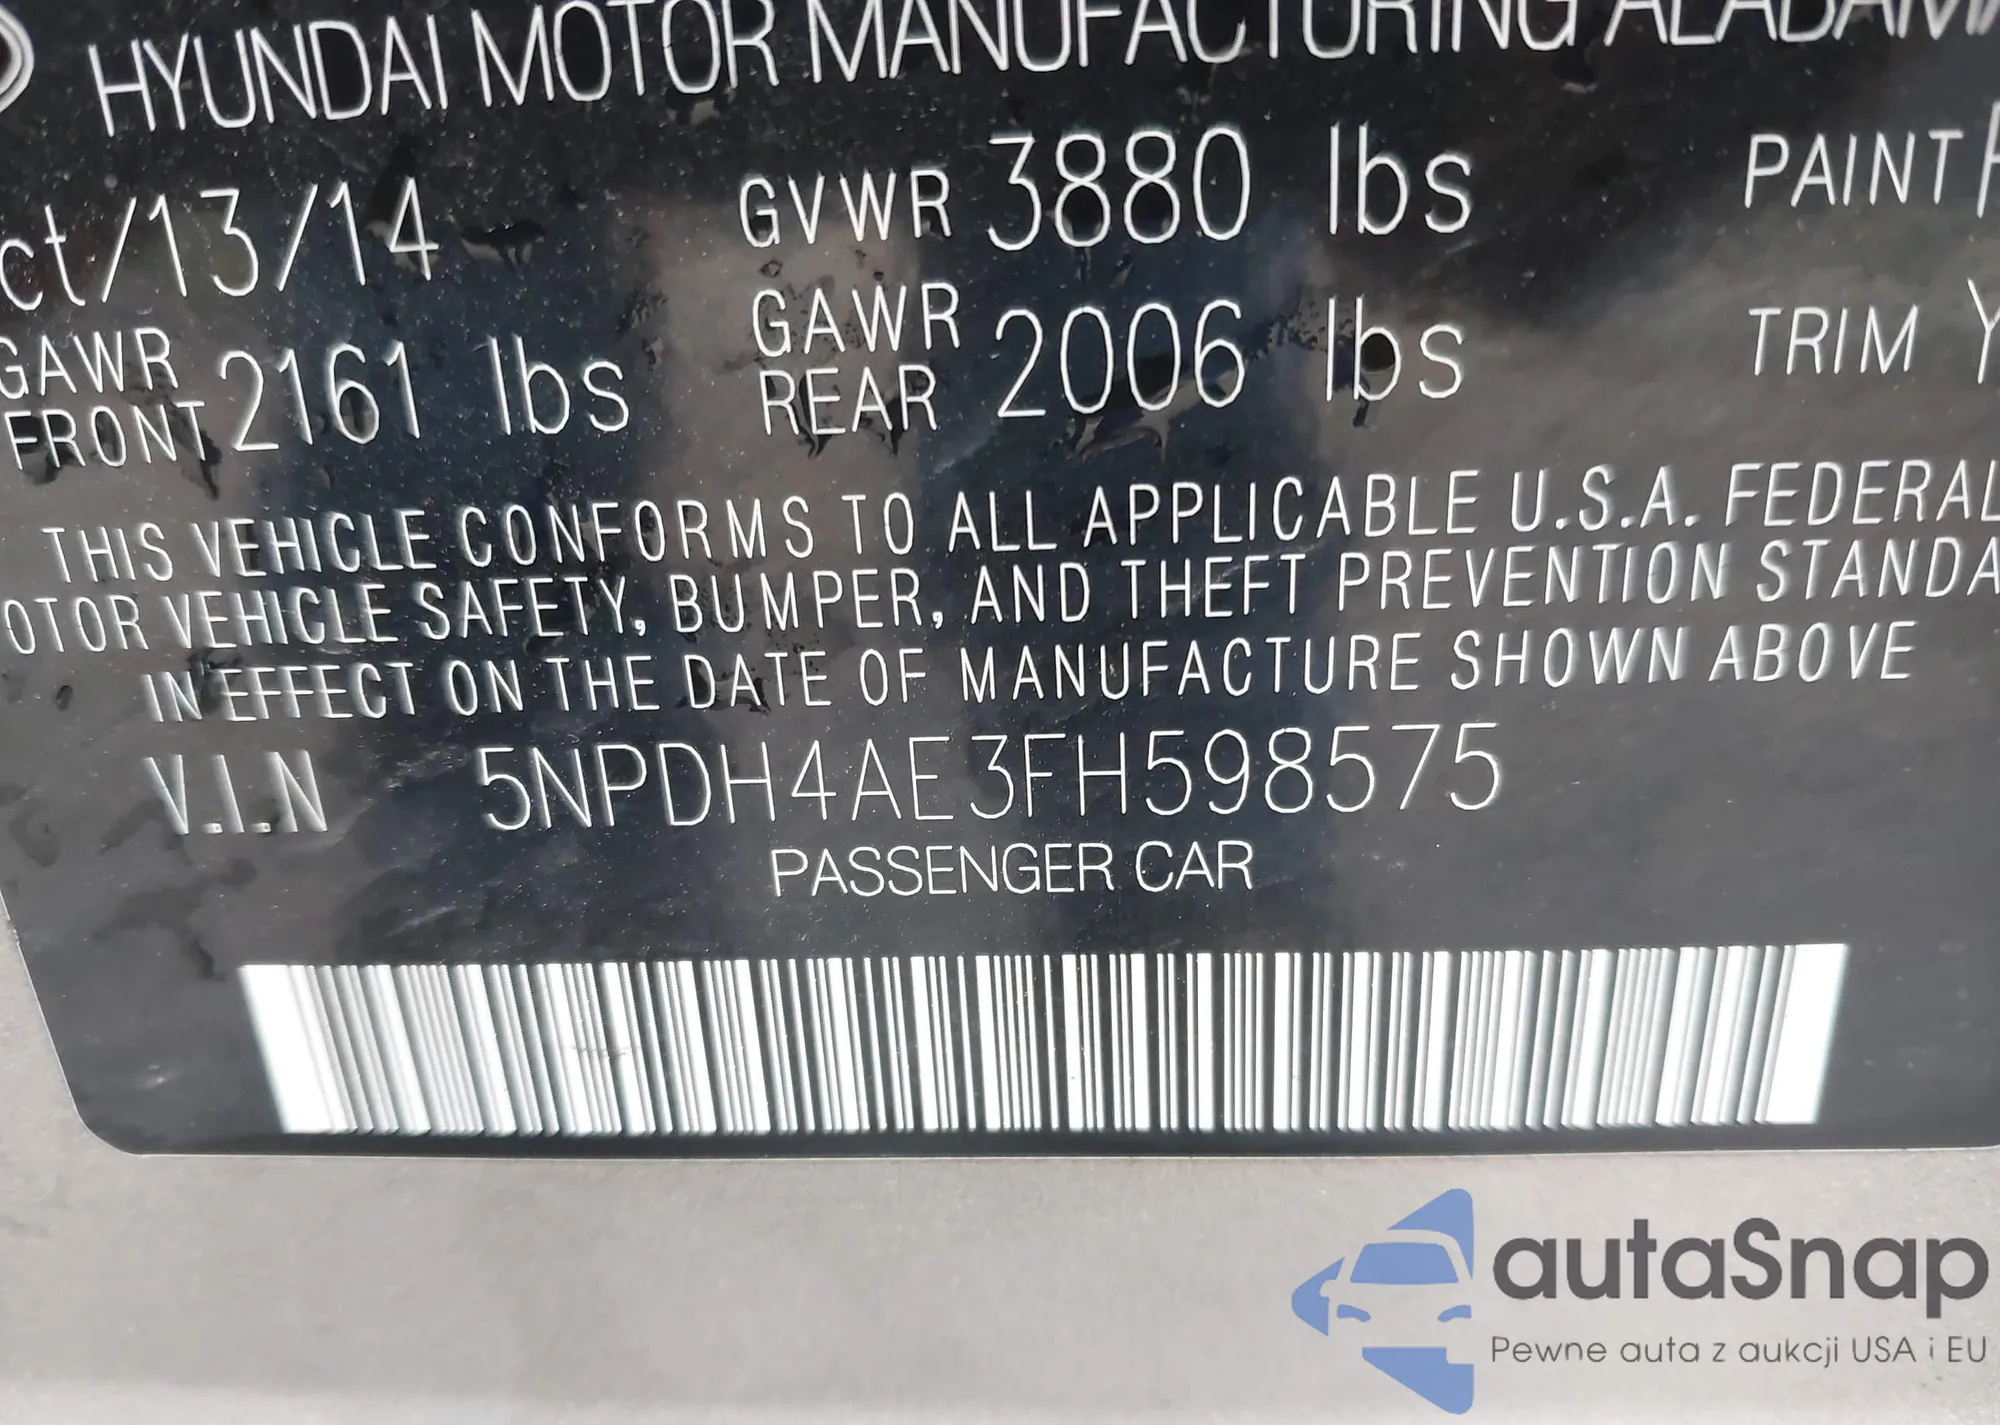 HYUNDAI MOTOR MANUFACTURING ALABAMA
ct/13/14 GVWR 3880 lbs PAINT
GAWR FRONT 2161 lbs GAWR REAR 2006 lbs TRIM Y
THIS VEHICLE CONFORMS TO ALL APPLICABLE U.S.A. FEDERAL
OTOR VEHICLE SAFETY, BUMPER, AND THEFT PREVENTION STANDA
IN EFFECT ON THE DATE OF MANUFACTURE SHOWN ABOVE
V.I.N 5NPDH4AE3FH598575
PASSENGER CAR
autaSnap
Pewne auta z aukcji USA i EU